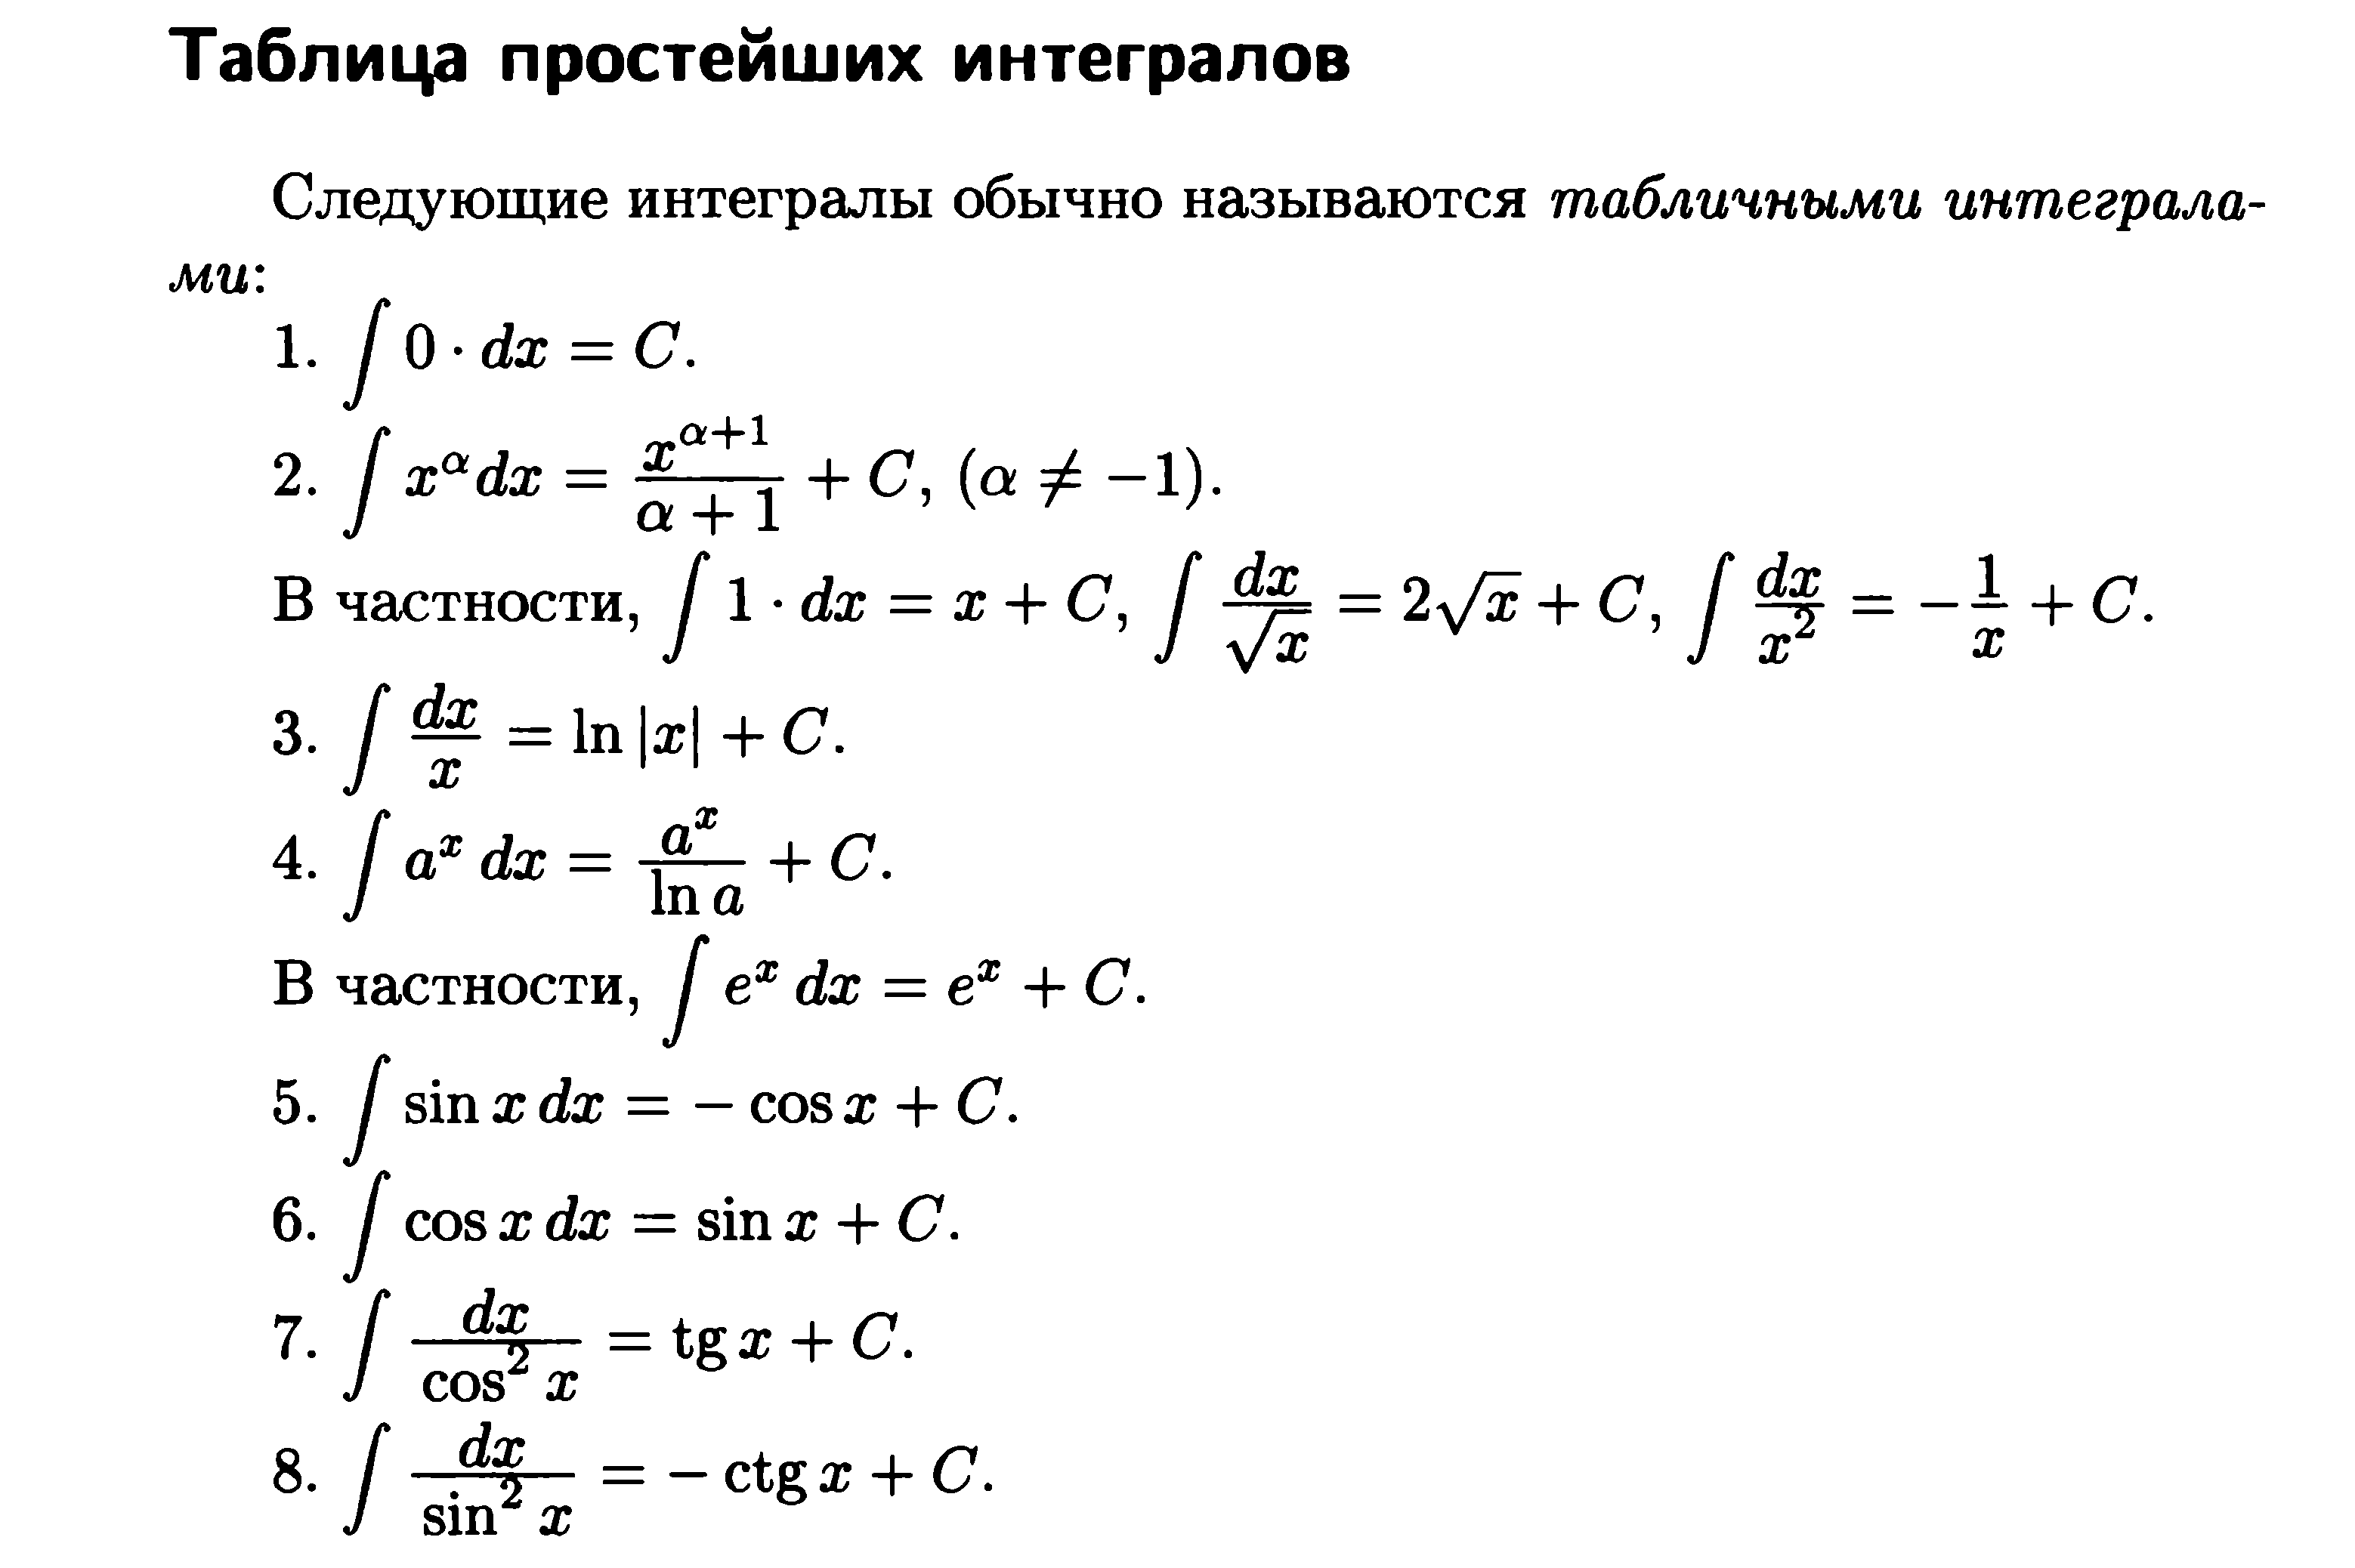 Таблица простейших интегралов
Следующие интегралы обычно называются табличными интеграла-
ми:
1. ∫ 0 · dx = C.
2. ∫ x^α dx = x^{α+1}/(α + 1) + C, (α ≠ −1).
В частности, ∫ 1 · dx = x + C, ∫ dx/√x = 2√x + C, ∫ dx/x² = −1/x + C.
3. ∫ dx/x = ln |x| + C.
4. ∫ a^x dx = a^x/ln a + C.
В частности, ∫ e^x dx = e^x + C.
5. ∫ sin x dx = − cos x + C.
6. ∫ cos x dx = sin x + C.
7. ∫ dx/cos² x = tg x + C.
8. ∫ dx/sin² x = − ctg x + C.